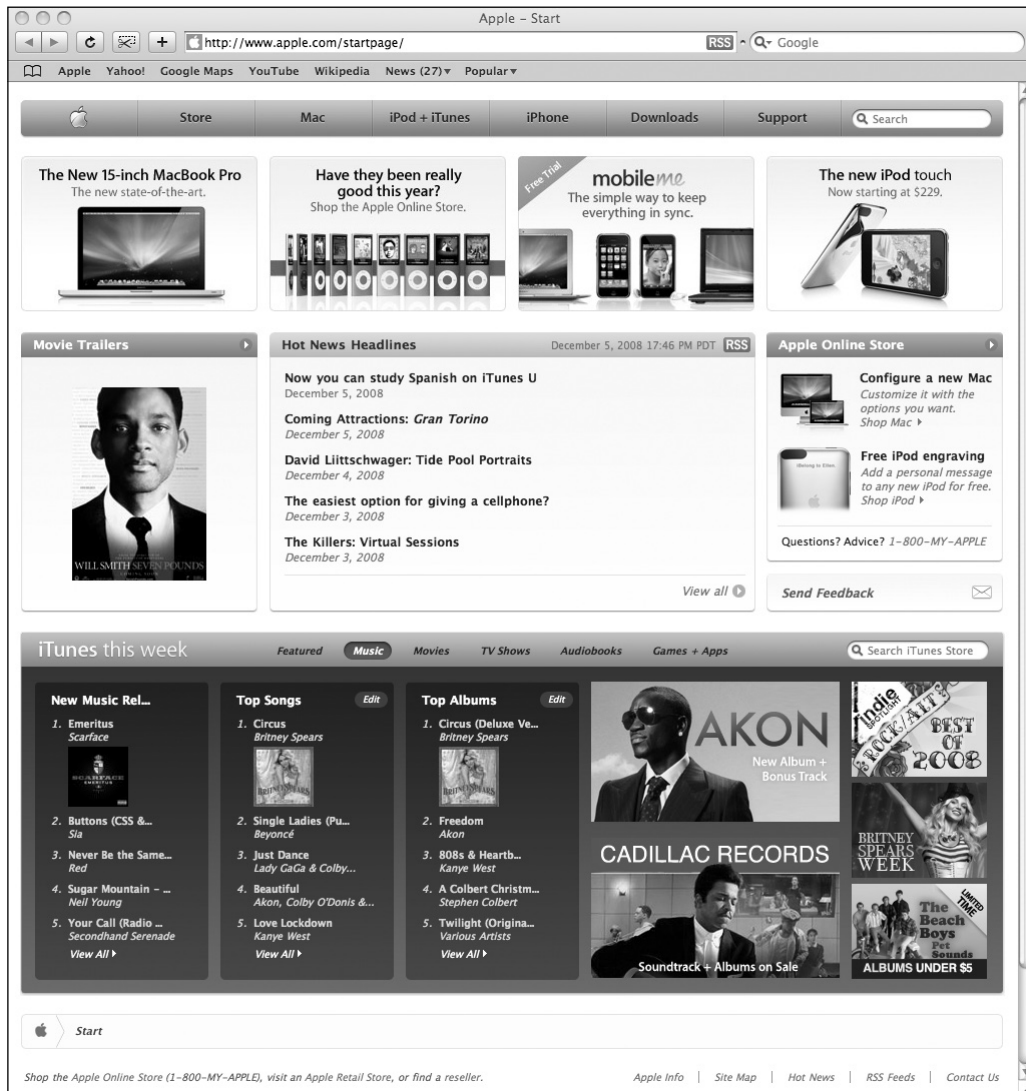 Apple – Start
http://www.apple.com/startpage/
RSS
Google
Apple Yahoo! Google Maps YouTube Wikipedia News (27)▾ Popular▾
Store Mac iPod + iTunes iPhone Downloads Support Search
The New 15-inch MacBook Pro
The new state-of-the-art.
Have they been really
good this year?
Shop the Apple Online Store.
Free Trial
mobileme
The simple way to keep
everything in sync.
The new iPod touch
Now starting at $229.
Movie Trailers
WILL SMITH SEVEN POUNDS
Hot News Headlines December 5, 2008 17:46 PM PDT RSS
Now you can study Spanish on iTunes U
December 5, 2008
Coming Attractions: Gran Torino
December 5, 2008
David Liittschwager: Tide Pool Portraits
December 4, 2008
The easiest option for giving a cellphone?
December 3, 2008
The Killers: Virtual Sessions
December 3, 2008
View all
Apple Online Store
Configure a new Mac
Customize it with the
options you want.
Shop Mac
Free iPod engraving
Add a personal message
to any new iPod for free.
Shop iPod
Questions? Advice? 1-800-MY-APPLE
Send Feedback
iTunes this week Featured Music Movies TV Shows Audiobooks Games + Apps Search iTunes Store
New Music Rel...
1. Emeritus
Scarface
SCARFACE
EMERITUS
2. Buttons (CSS &...
Sia
3. Never Be the Same...
Red
4. Sugar Mountain – ...
Neil Young
5. Your Call (Radio ...
Secondhand Serenade
View All
Top Songs Edit
1. Circus
Britney Spears
BRITNEY SPEARS
2. Single Ladies (Pu...
Beyoncé
3. Just Dance
Lady GaGa & Colby...
4. Beautiful
Akon, Colby O'Donis &...
5. Love Lockdown
Kanye West
View All
Top Albums Edit
1. Circus (Deluxe Ve...
Britney Spears
BRITNEY SPEARS
2. Freedom
Akon
3. 808s & Heartb...
Kanye West
4. A Colbert Christm...
Stephen Colbert
5. Twilight (Origina...
Various Artists
View All
AKON
New Album +
Bonus Track
CADILLAC RECORDS
Soundtrack + Albums on Sale
Indie
SPOTLIGHT
ROCK/ALT
BEST
OF
2008
BRITNEY
SPEARS
WEEK
LIMITED
TIME
The
Beach
Boys
Pet
Sounds
ALBUMS UNDER $5
Start
Shop the Apple Online Store (1-800-MY-APPLE), visit an Apple Retail Store, or find a reseller.
Apple Info | Site Map | Hot News | RSS Feeds | Contact Us